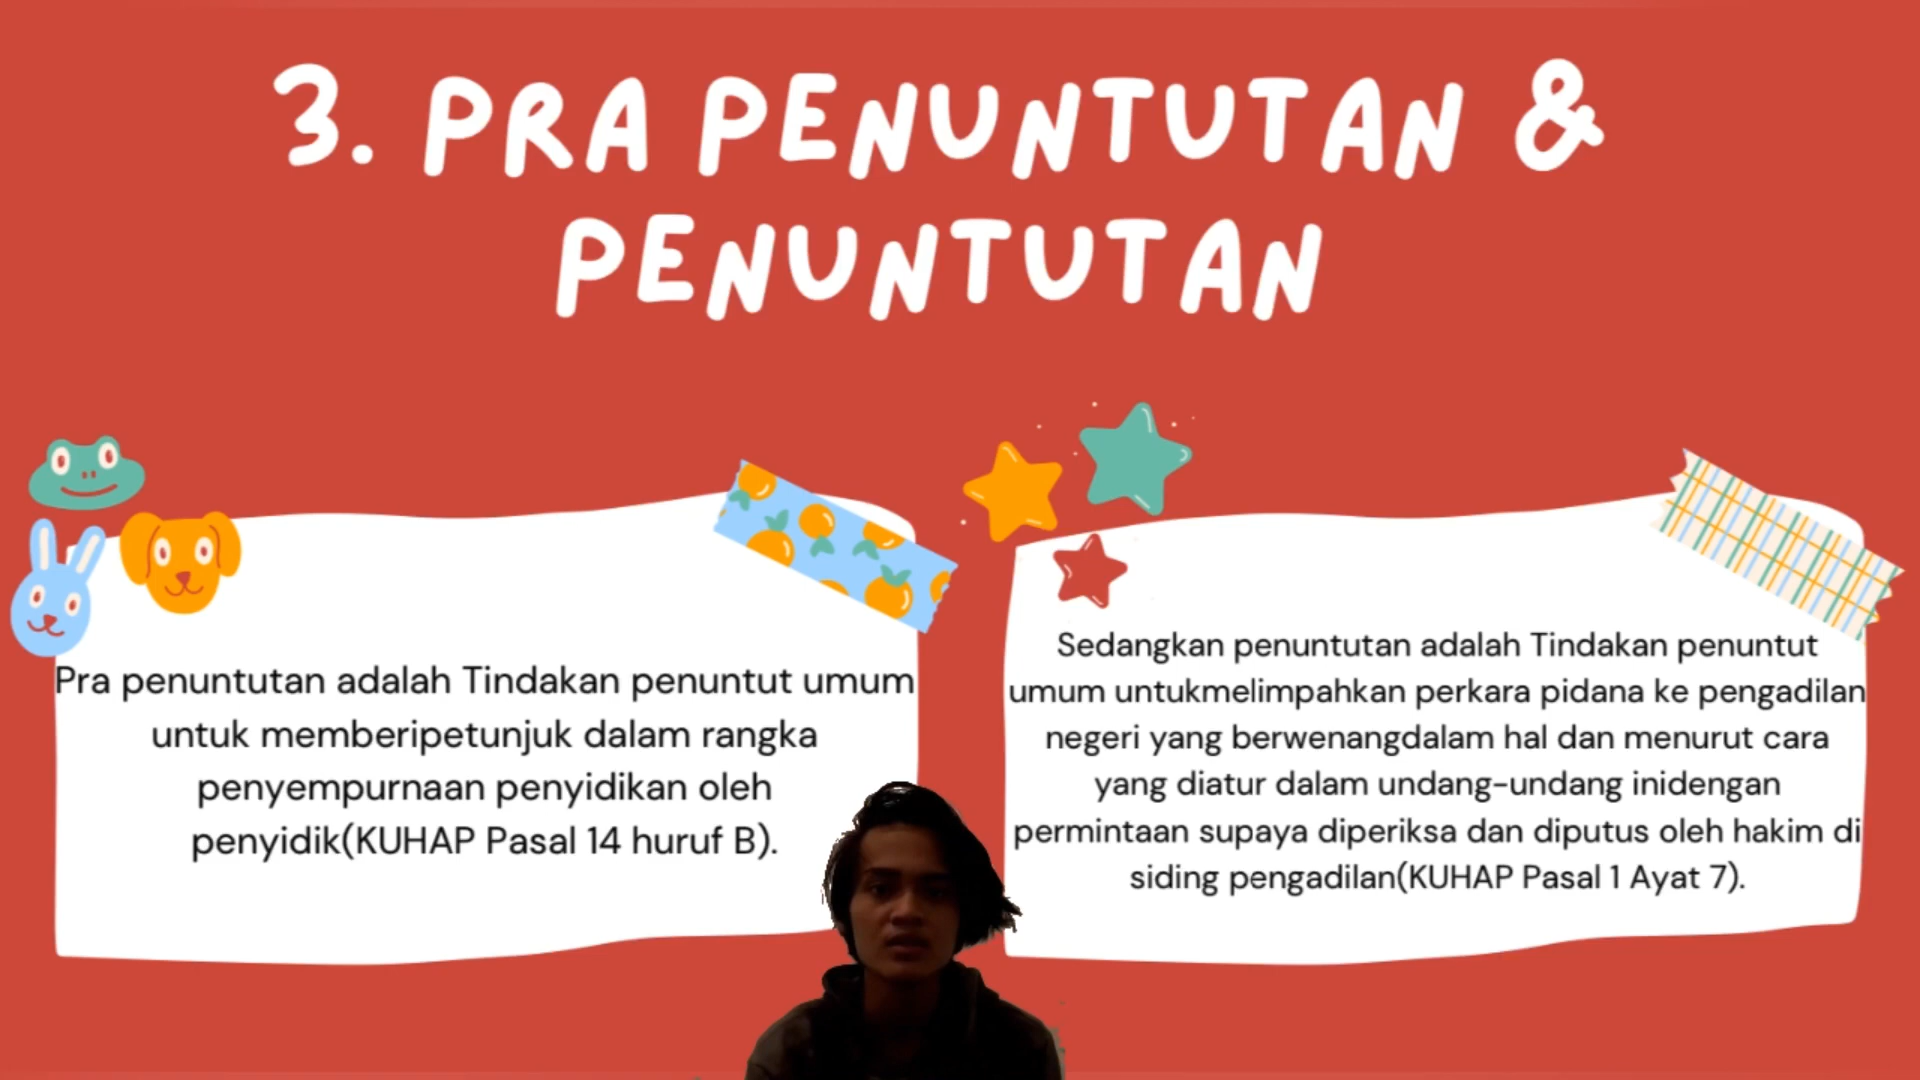 3. PRA PENUNTUTAN &
PENUNTUTAN
Pra penuntutan adalah Tindakan penuntut umum
untuk memberipetunjuk dalam rangka
penyempurnaan penyidikan oleh
penyidik(KUHAP Pasal 14 huruf B).
Sedangkan penuntutan adalah Tindakan penuntut
umum untukmelimpahkan perkara pidana ke pengadilan
negeri yang berwenangdalam hal dan menurut cara
yang diatur dalam undang-undang inidengan
permintaan supaya diperiksa dan diputus oleh hakim di
siding pengadilan(KUHAP Pasal 1 Ayat 7).